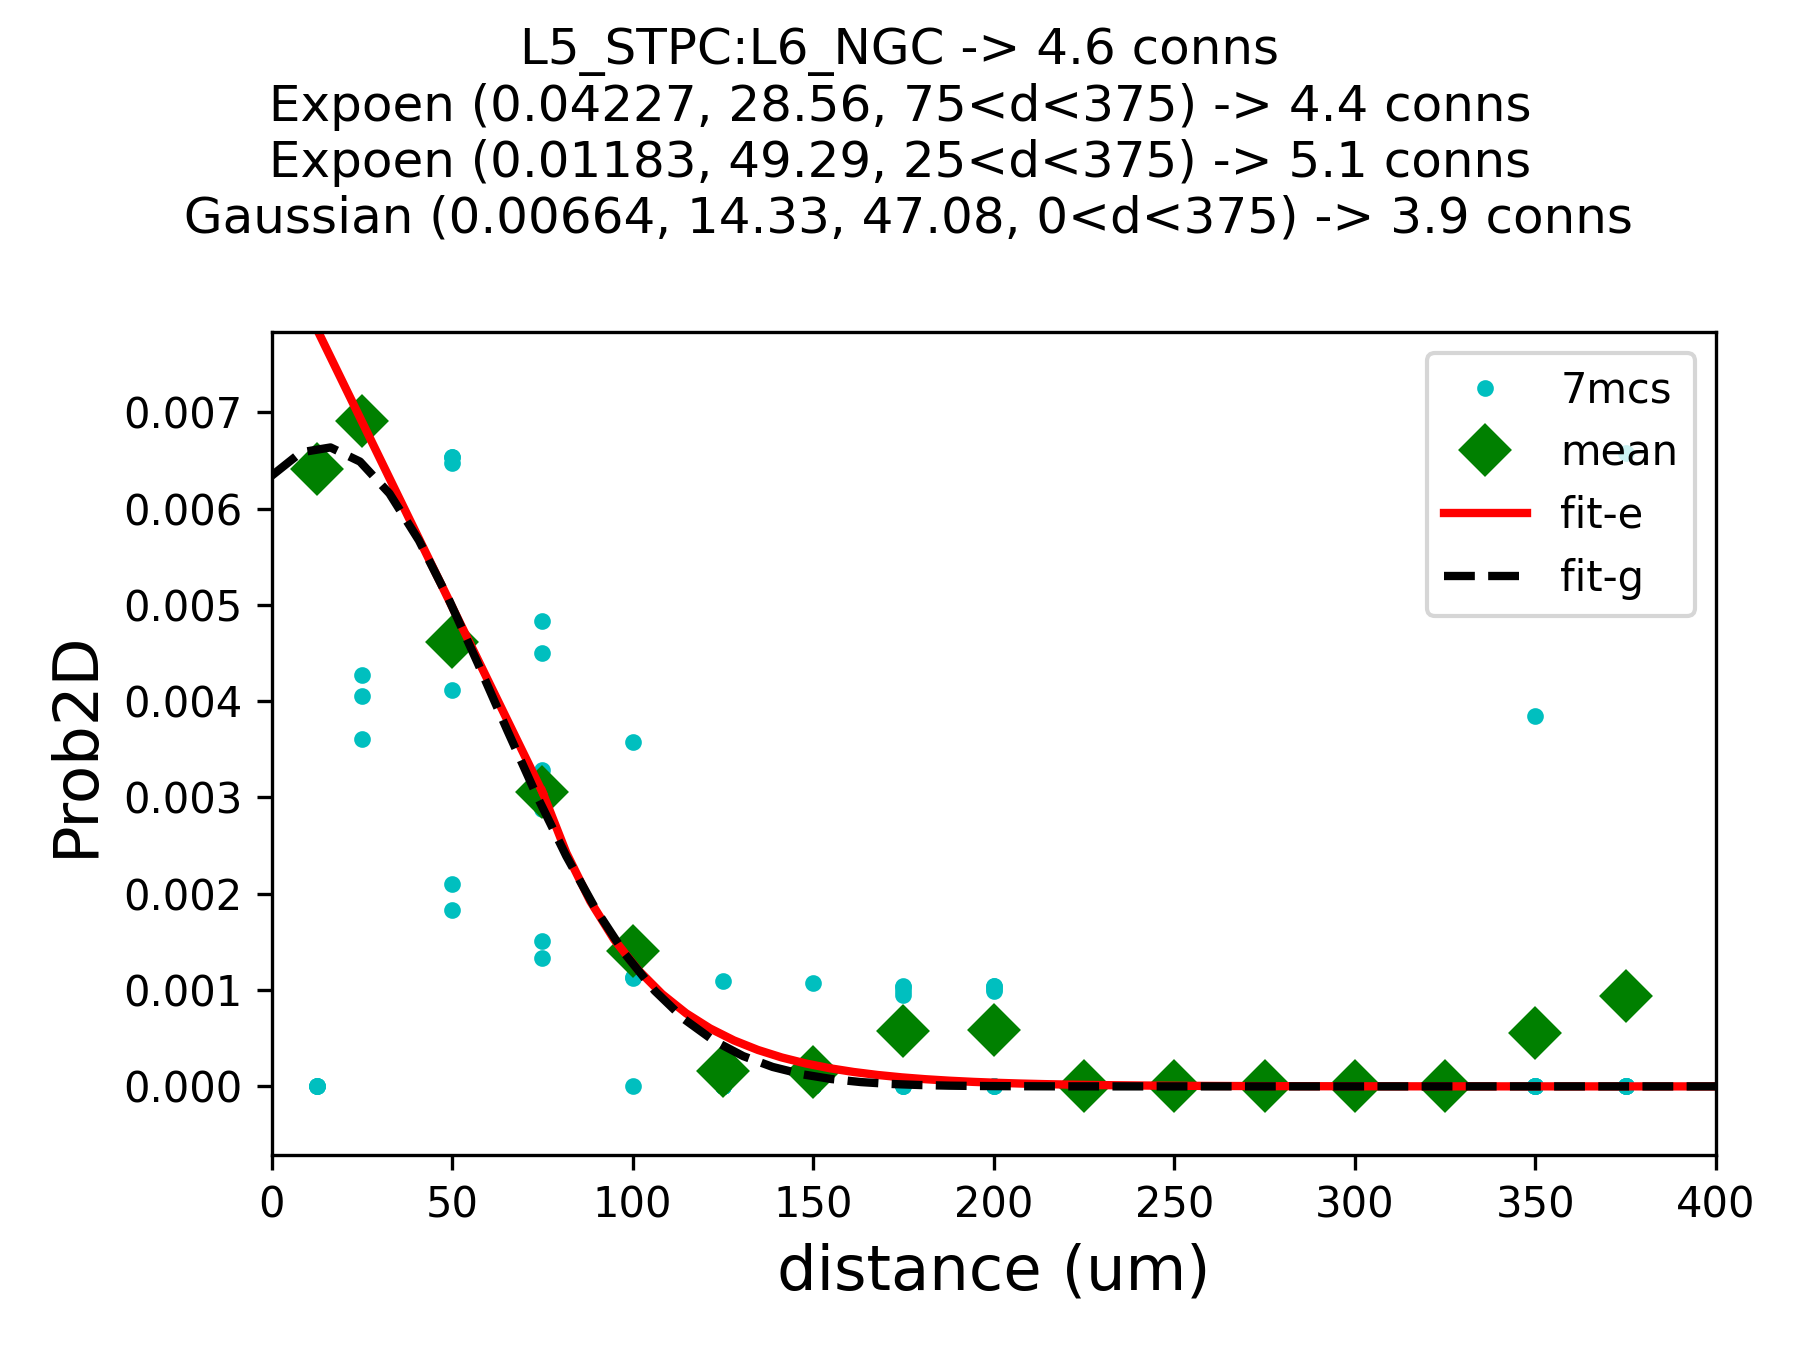 L5_STPC:L6_NGC -> 4.6 conns
Expoen (0.04227, 28.56, 75<d<375) -> 4.4 conns
Expoen (0.01183, 49.29, 25<d<375) -> 5.1 conns
Gaussian (0.00664, 14.33, 47.08, 0<d<375) -> 3.9 conns
7mcs
mean
fit-e
fit-g
Prob2D
0.007
0.006
0.005
0.004
0.003
0.002
0.001
0.000
0 50 100 150 200 250 300 350 400
distance (um)